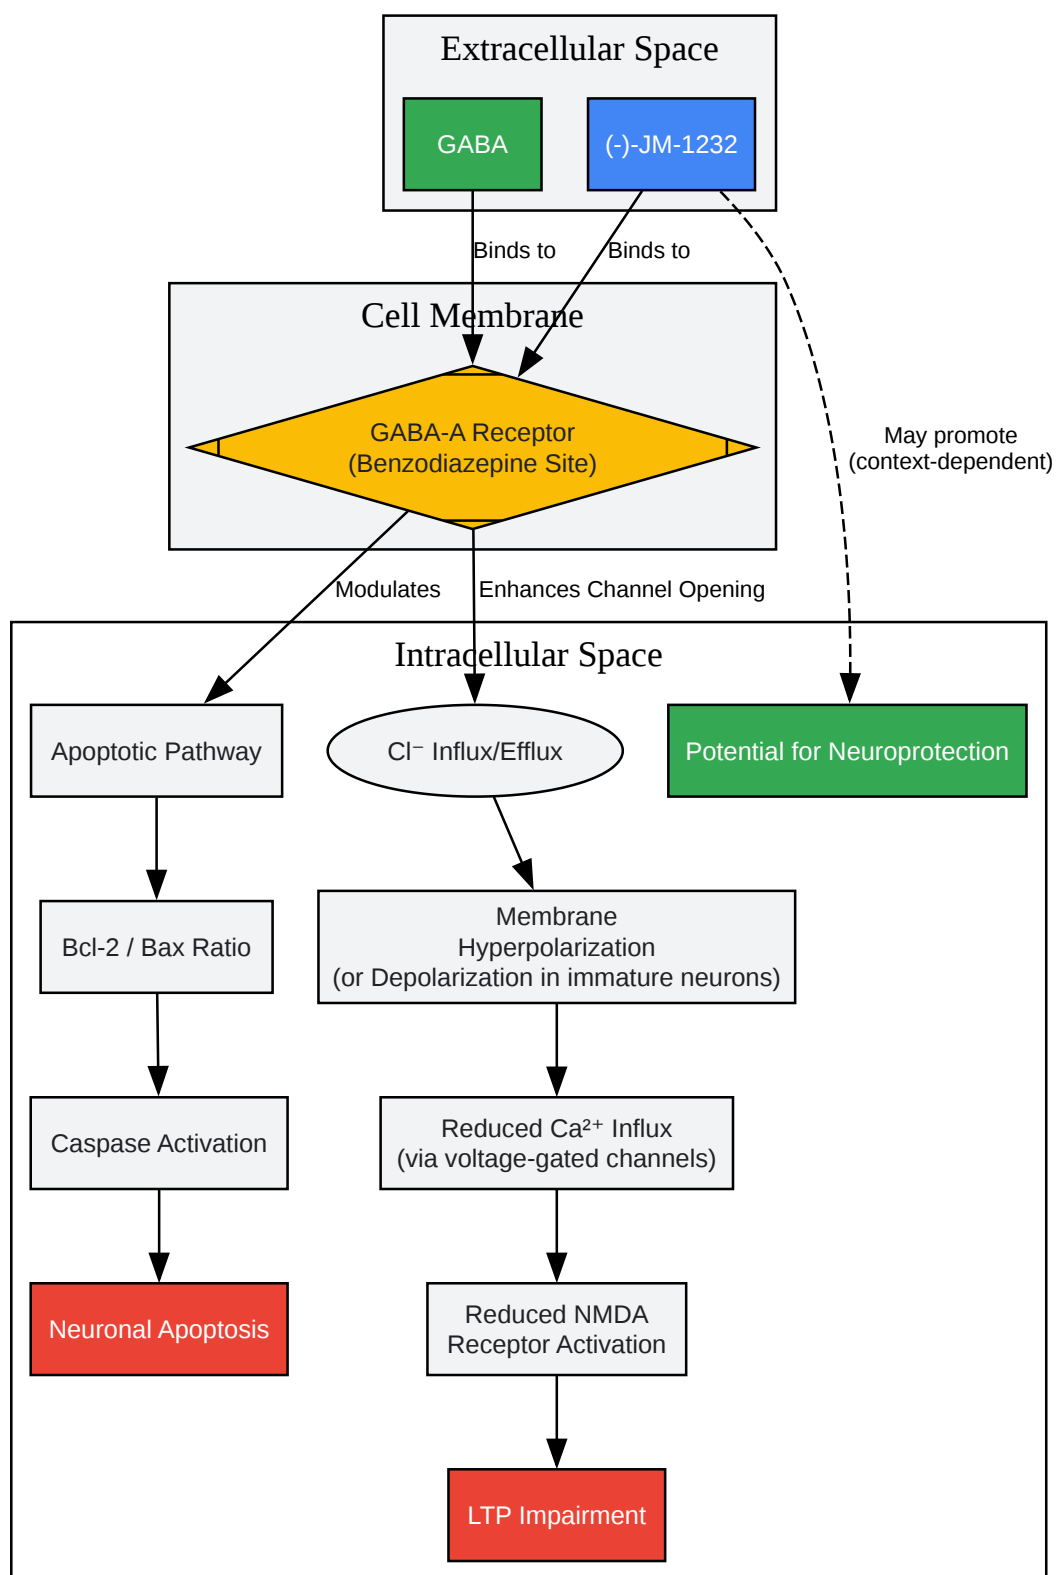 Extracellular Space
GABA
(-)-JM-1232
Binds to
Binds to
Cell Membrane
GABA-A Receptor
(Benzodiazepine Site)
May promote
(context-dependent)
Modulates
Enhances Channel Opening
Intracellular Space
Apoptotic Pathway
Cl⁻ Influx/Efflux
Potential for Neuroprotection
Bcl-2 / Bax Ratio
Membrane
Hyperpolarization
(or Depolarization in immature neurons)
Caspase Activation
Reduced Ca²⁺ Influx
(via voltage-gated channels)
Neuronal Apoptosis
Reduced NMDA
Receptor Activation
LTP Impairment